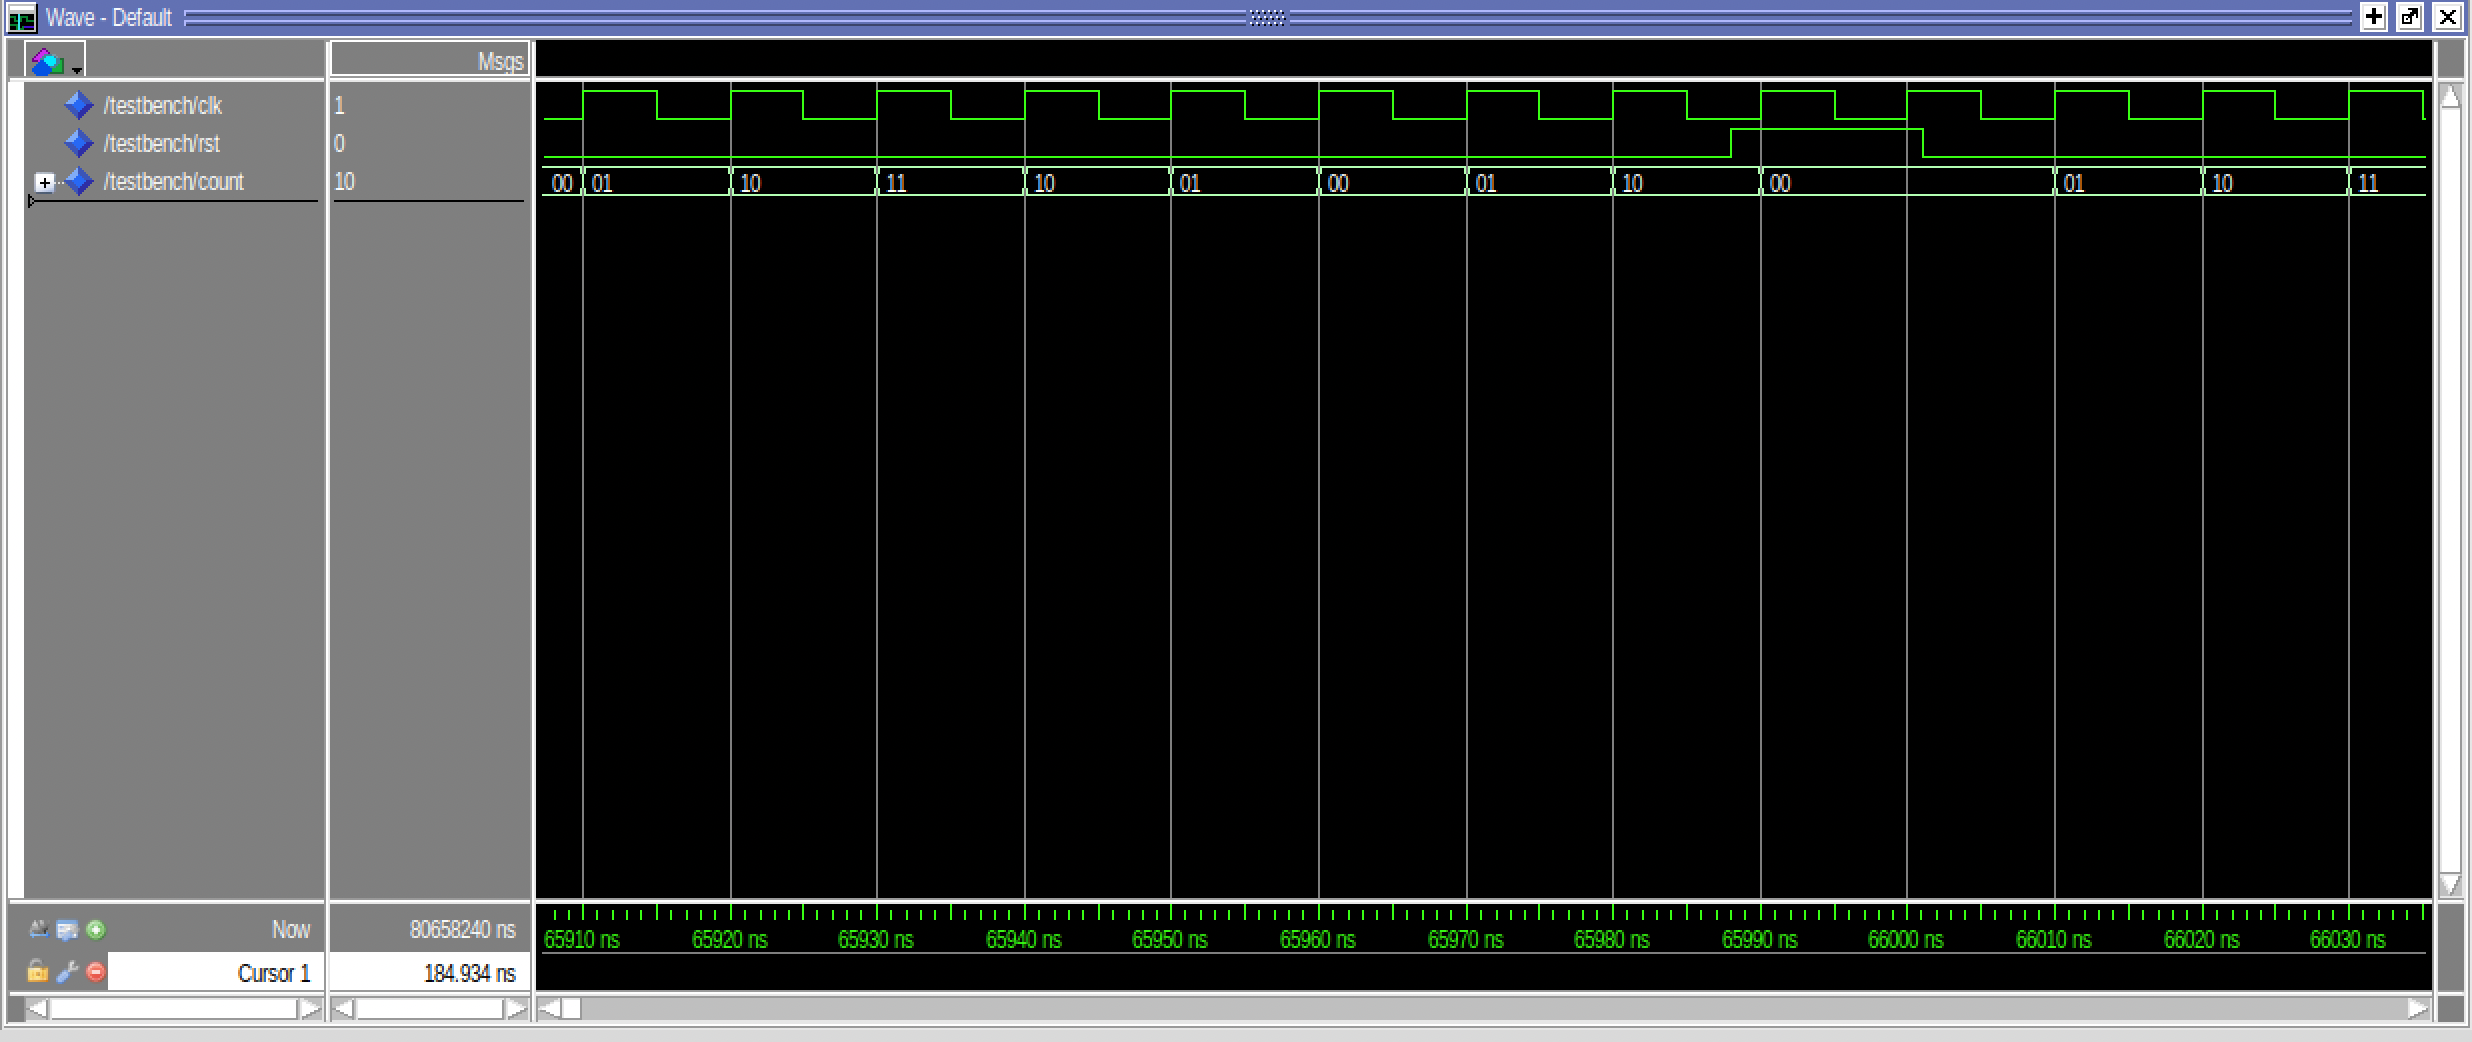 Wave - Default
Msgs
/testbench/clk 1
/testbench/rst 0
/testbench/count 10 00 01 10 11 10 01 00 01 10 00 01 10 11
Now 80658240 ns 65910 ns 65920 ns 65930 ns 65940 ns 65950 ns 65960 ns 65970 ns 65980 ns 65990 ns 66000 ns 66010 ns 66020 ns 66030 ns
Cursor 1 184.934 ns